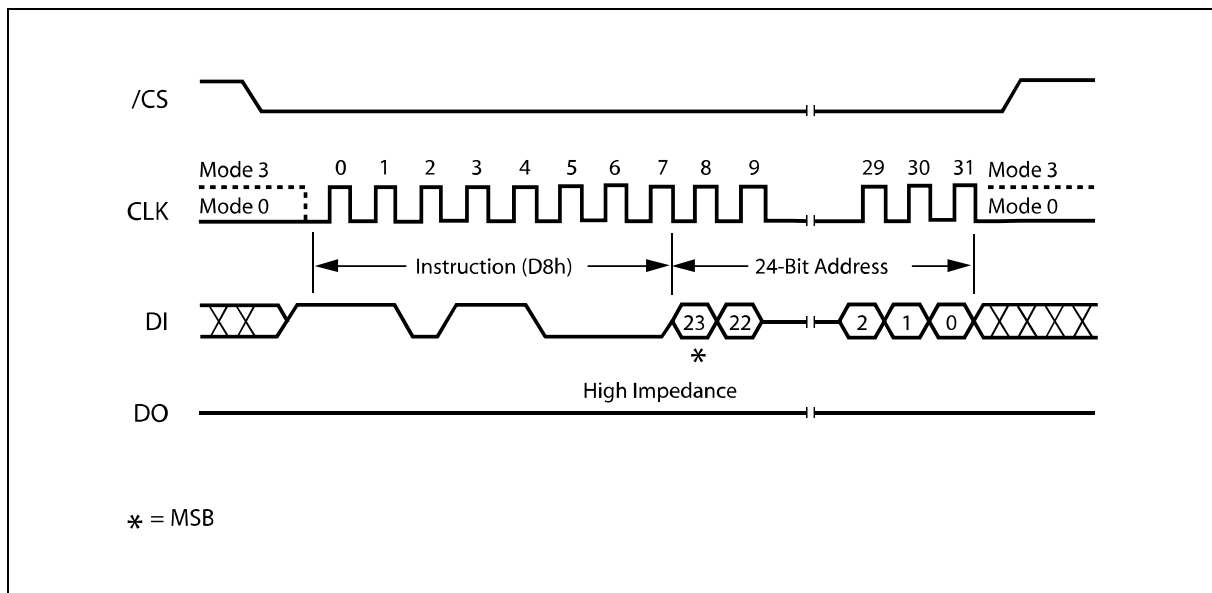 /CS
Mode 3 0 1 2 3 4 5 6 7 8 9 29 30 31 Mode 3
CLK Mode 0 Mode 0
Instruction (D8h) 24-Bit Address
DI 23 22 2 1 0
*
High Impedance
DO
* = MSB